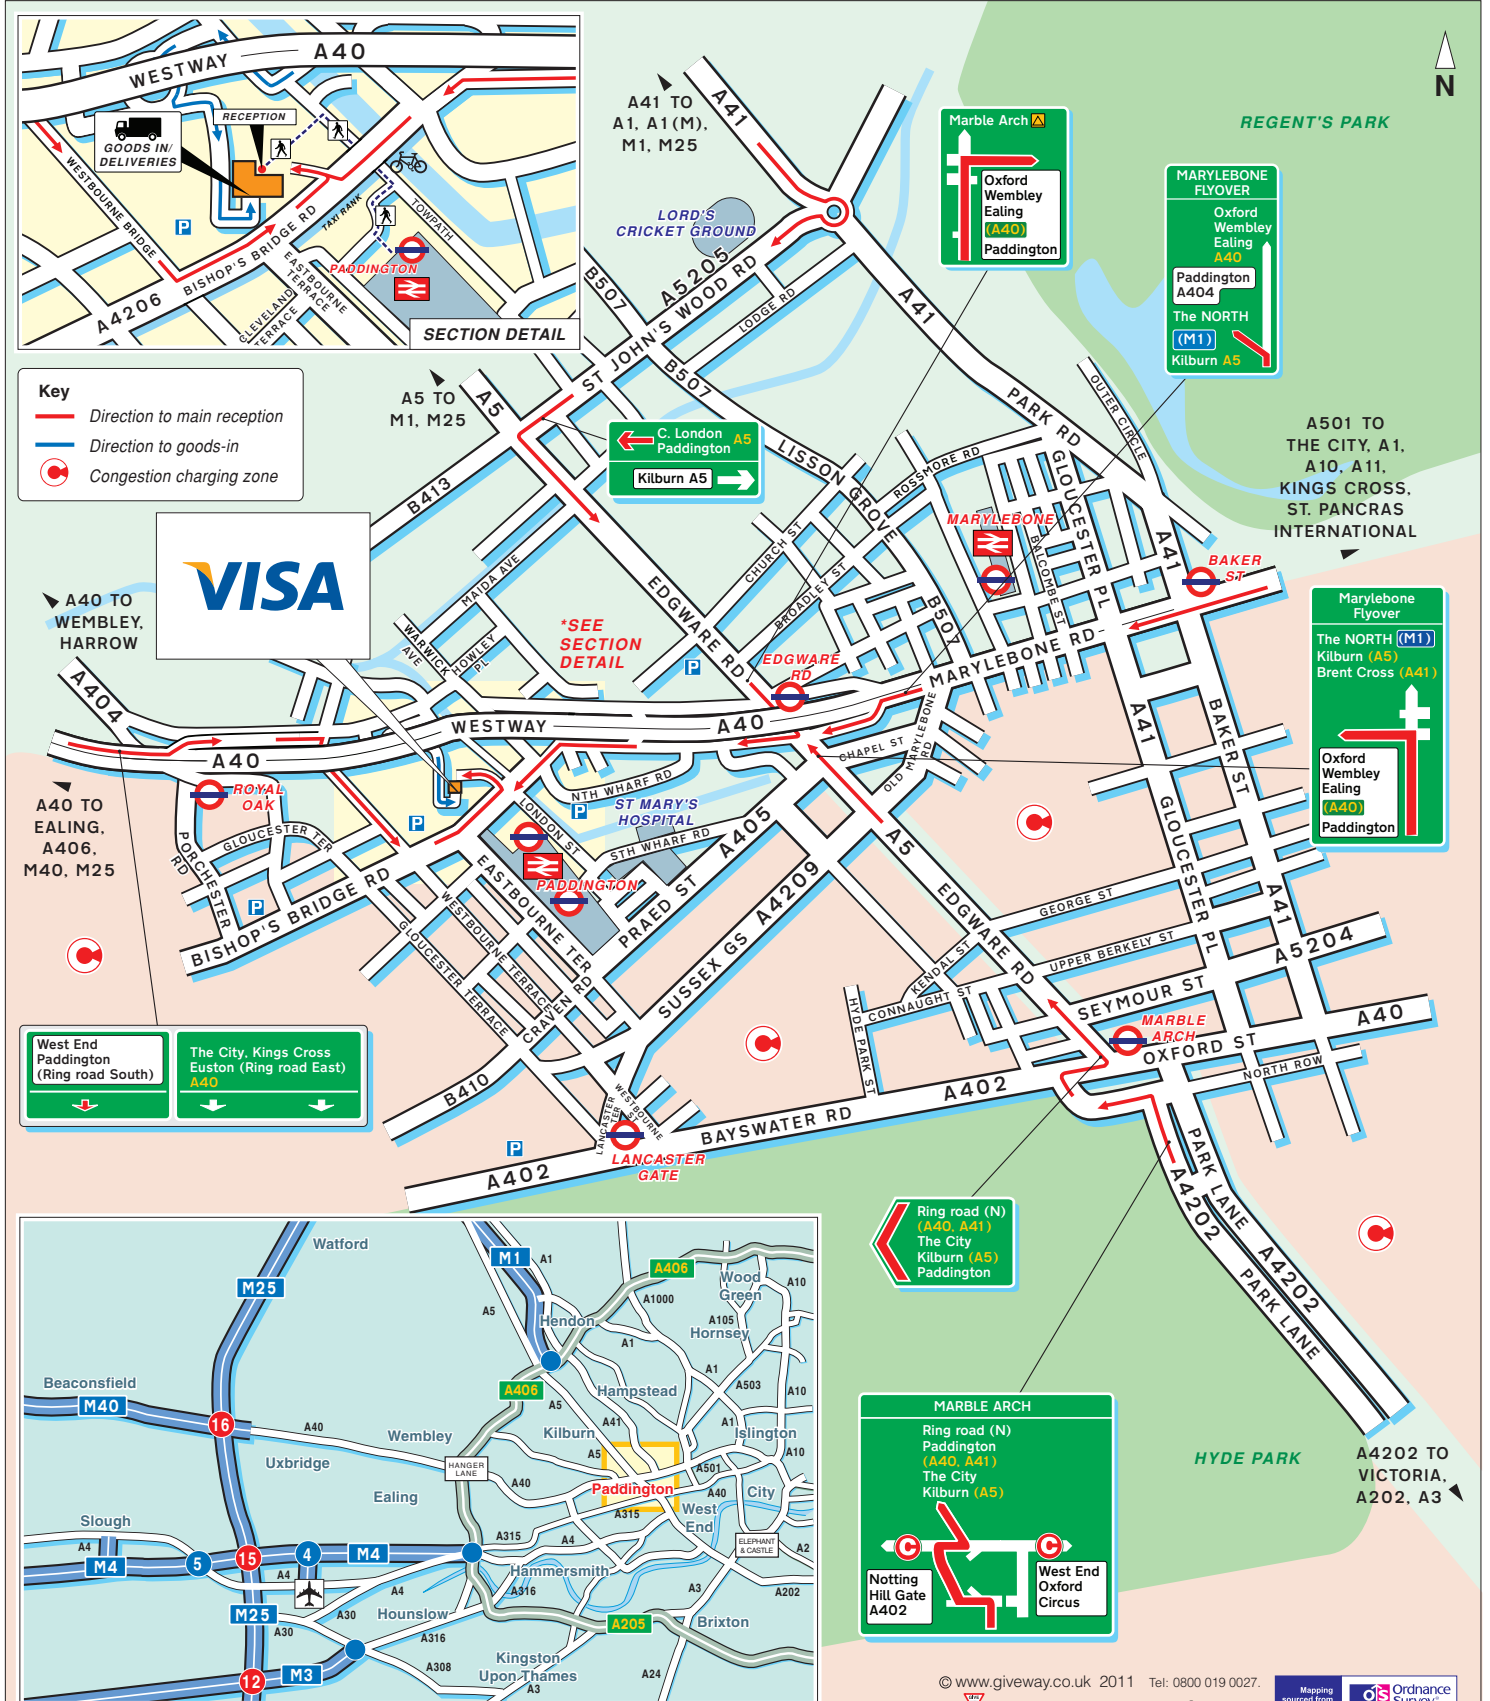 WESTWAY
A40
RECEPTION
GOODS IN/
DELIVERIES
WESTBOURNE BRIDGE
P
TAXI RANK
TOWPATH
BISHOP'S BRIDGE RD
A4206
PADDINGTON
EASTBOURNE
TERRACE
CLEVELAND
TERRACE
SECTION DETAIL
Key
Direction to main reception
Direction to goods-in
Congestion charging zone
VISA
A41 TO
A1, A1(M),
M1, M25
A41
LORD'S
CRICKET GROUND
A5205
ST JOHN'S WOOD RD
LODGE RD
B507
B507
A41
PARK RD
OUTER CIRCLE
REGENT'S PARK
N
Marble Arch
Oxford
Wembley
Ealing
(A40)
Paddington
MARYLEBONE
FLYOVER
Oxford
Wembley
Ealing
A40
Paddington
A404
The NORTH
(M1)
Kilburn A5
A5 TO
M1, M25
A5
C. London
Paddington A5
Kilburn A5
B413
LISSON GROVE
ROSSMORE RD
GLOUCESTER PL
A501 TO
THE CITY, A1,
A10, A11,
KINGS CROSS,
ST. PANCRAS
INTERNATIONAL
MARYLEBONE
BALCOMBE ST
A41
BAKER
ST
CHURCH ST
BROADLEY ST
B507
MAIDA AVE
EDGWARE RD
WARWICK
AVE
HOWLEY
PL
*SEE
SECTION
DETAIL
P
EDGWARE
RD
MARYLEBONE RD
A40 TO
WEMBLEY,
HARROW
A404
Marylebone
Flyover
The NORTH (M1)
Kilburn (A5)
Brent Cross (A41)
Oxford
Wembley
Ealing
(A40)
Paddington
WESTWAY
A40
A40
CHAPEL ST
OLD MARYLEBONE
RD
A41
BAKER ST
A40 TO
EALING,
A406,
M40, M25
ROYAL
OAK
GLOUCESTER TER
PORCHESTER
RD
P
BISHOP'S BRIDGE RD
P
NTH WHARF RD
ST MARY'S
HOSPITAL
LONDON ST
P
STH WHARF RD
A405
PADDINGTON
PRAED ST
EASTBOURNE TER
WESTBOURNE TERRACE
GLOUCESTER TERRACE
CRAVEN RD
SUSSEX GS
A4209
A5
EDGWARE RD
GLOUCESTER PL
A41
GEORGE ST
UPPER BERKELY ST
KENDAL ST
CONNAUGHT ST
HYDE PARK ST
SEYMOUR ST
A5204
A40
MARBLE
ARCH
OXFORD ST
NORTH ROW
West End
Paddington
(Ring road South)
The City, Kings Cross
Euston (Ring road East)
A40
B410
LANCASTER
TER
WESTBOURNE
ST
LANCASTER
GATE
P
A402
BAYSWATER RD
A402
PARK LANE
A4202
A4202
PARK LANE
Ring road (N)
(A40, A41)
The City
Kilburn (A5)
Paddington
MARBLE ARCH
Ring road (N)
Paddington
(A40, A41)
The City
Kilburn (A5)
C
C
Notting
Hill Gate
A402
West End
Oxford
Circus
HYDE PARK
A4202 TO
VICTORIA,
A202, A3
Watford
M1
A1
A406
Wood
Green
A10
M25
A5
A1000
A105
Hendon
Hornsey
A1
A1
A503
A10
Beaconsfield
M40
A406
Hampstead
A5
A41
A1
16
A40
Wembley
Kilburn
Islington
Uxbridge
HANGER
LANE
A5
A501
A10
A40
Paddington
A40
City
Ealing
A315
West
End
Slough
A4
M4
5
15
4
M4
A315
A4
ELEPHANT
& CASTLE
A2
A4
A4
Hammersmith
A316
A3
A202
M25
A30
A30
Hounslow
A316
A205
Brixton
12
M3
A308
Kingston
Upon Thames
A3
A24
© www.giveway.co.uk 2011 Tel: 0800 019 0027.
Mapping
sourced from
Ordnance
Survey